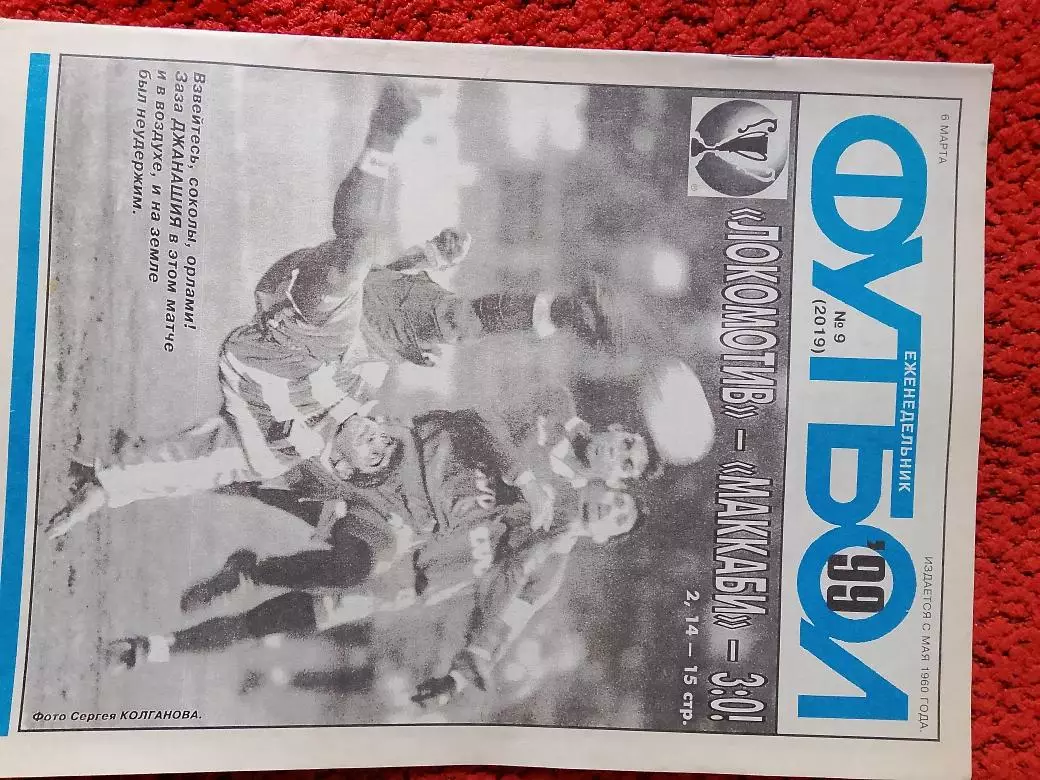 6 МАРТА
ИЗДАЕТСЯ С МАЯ 1960 ГОДА.
ЕЖЕНЕДЕЛЬНИК
ФУТБОЛ
'99
№ 9
(2019)
«ЛОКОМОТИВ» – «МАККАБИ» – 3:0!
2, 14 – 15 стр.
®
Взвейтесь, соколы, орлами!
Заза ДЖАНАШИЯ в этом матче
и в воздухе, и на земле
был неудержим.
Фото Сергея КОЛГАНОВА.